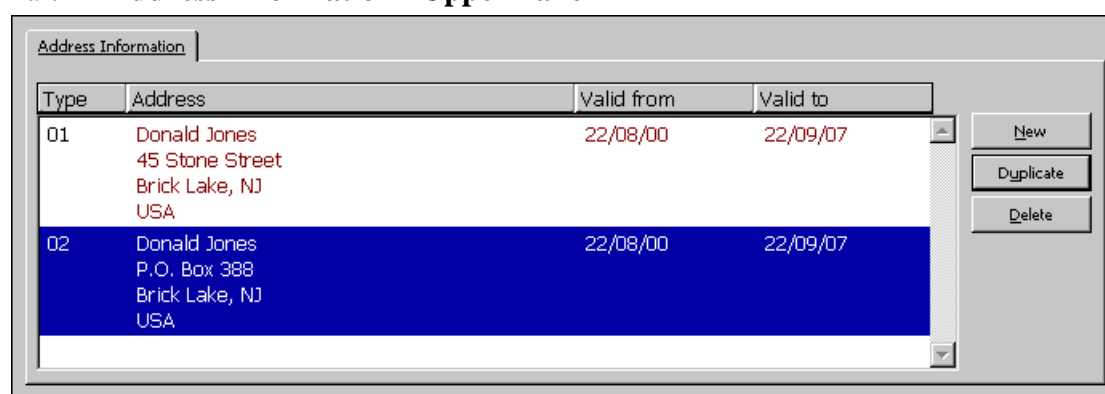 Address Information
Type Address Valid from Valid to
01 Donald Jones 22/08/00 22/09/07
45 Stone Street
Brick Lake, NJ
USA
02 Donald Jones 22/08/00 22/09/07
P.O. Box 388
Brick Lake, NJ
USA
New
Duplicate
Delete